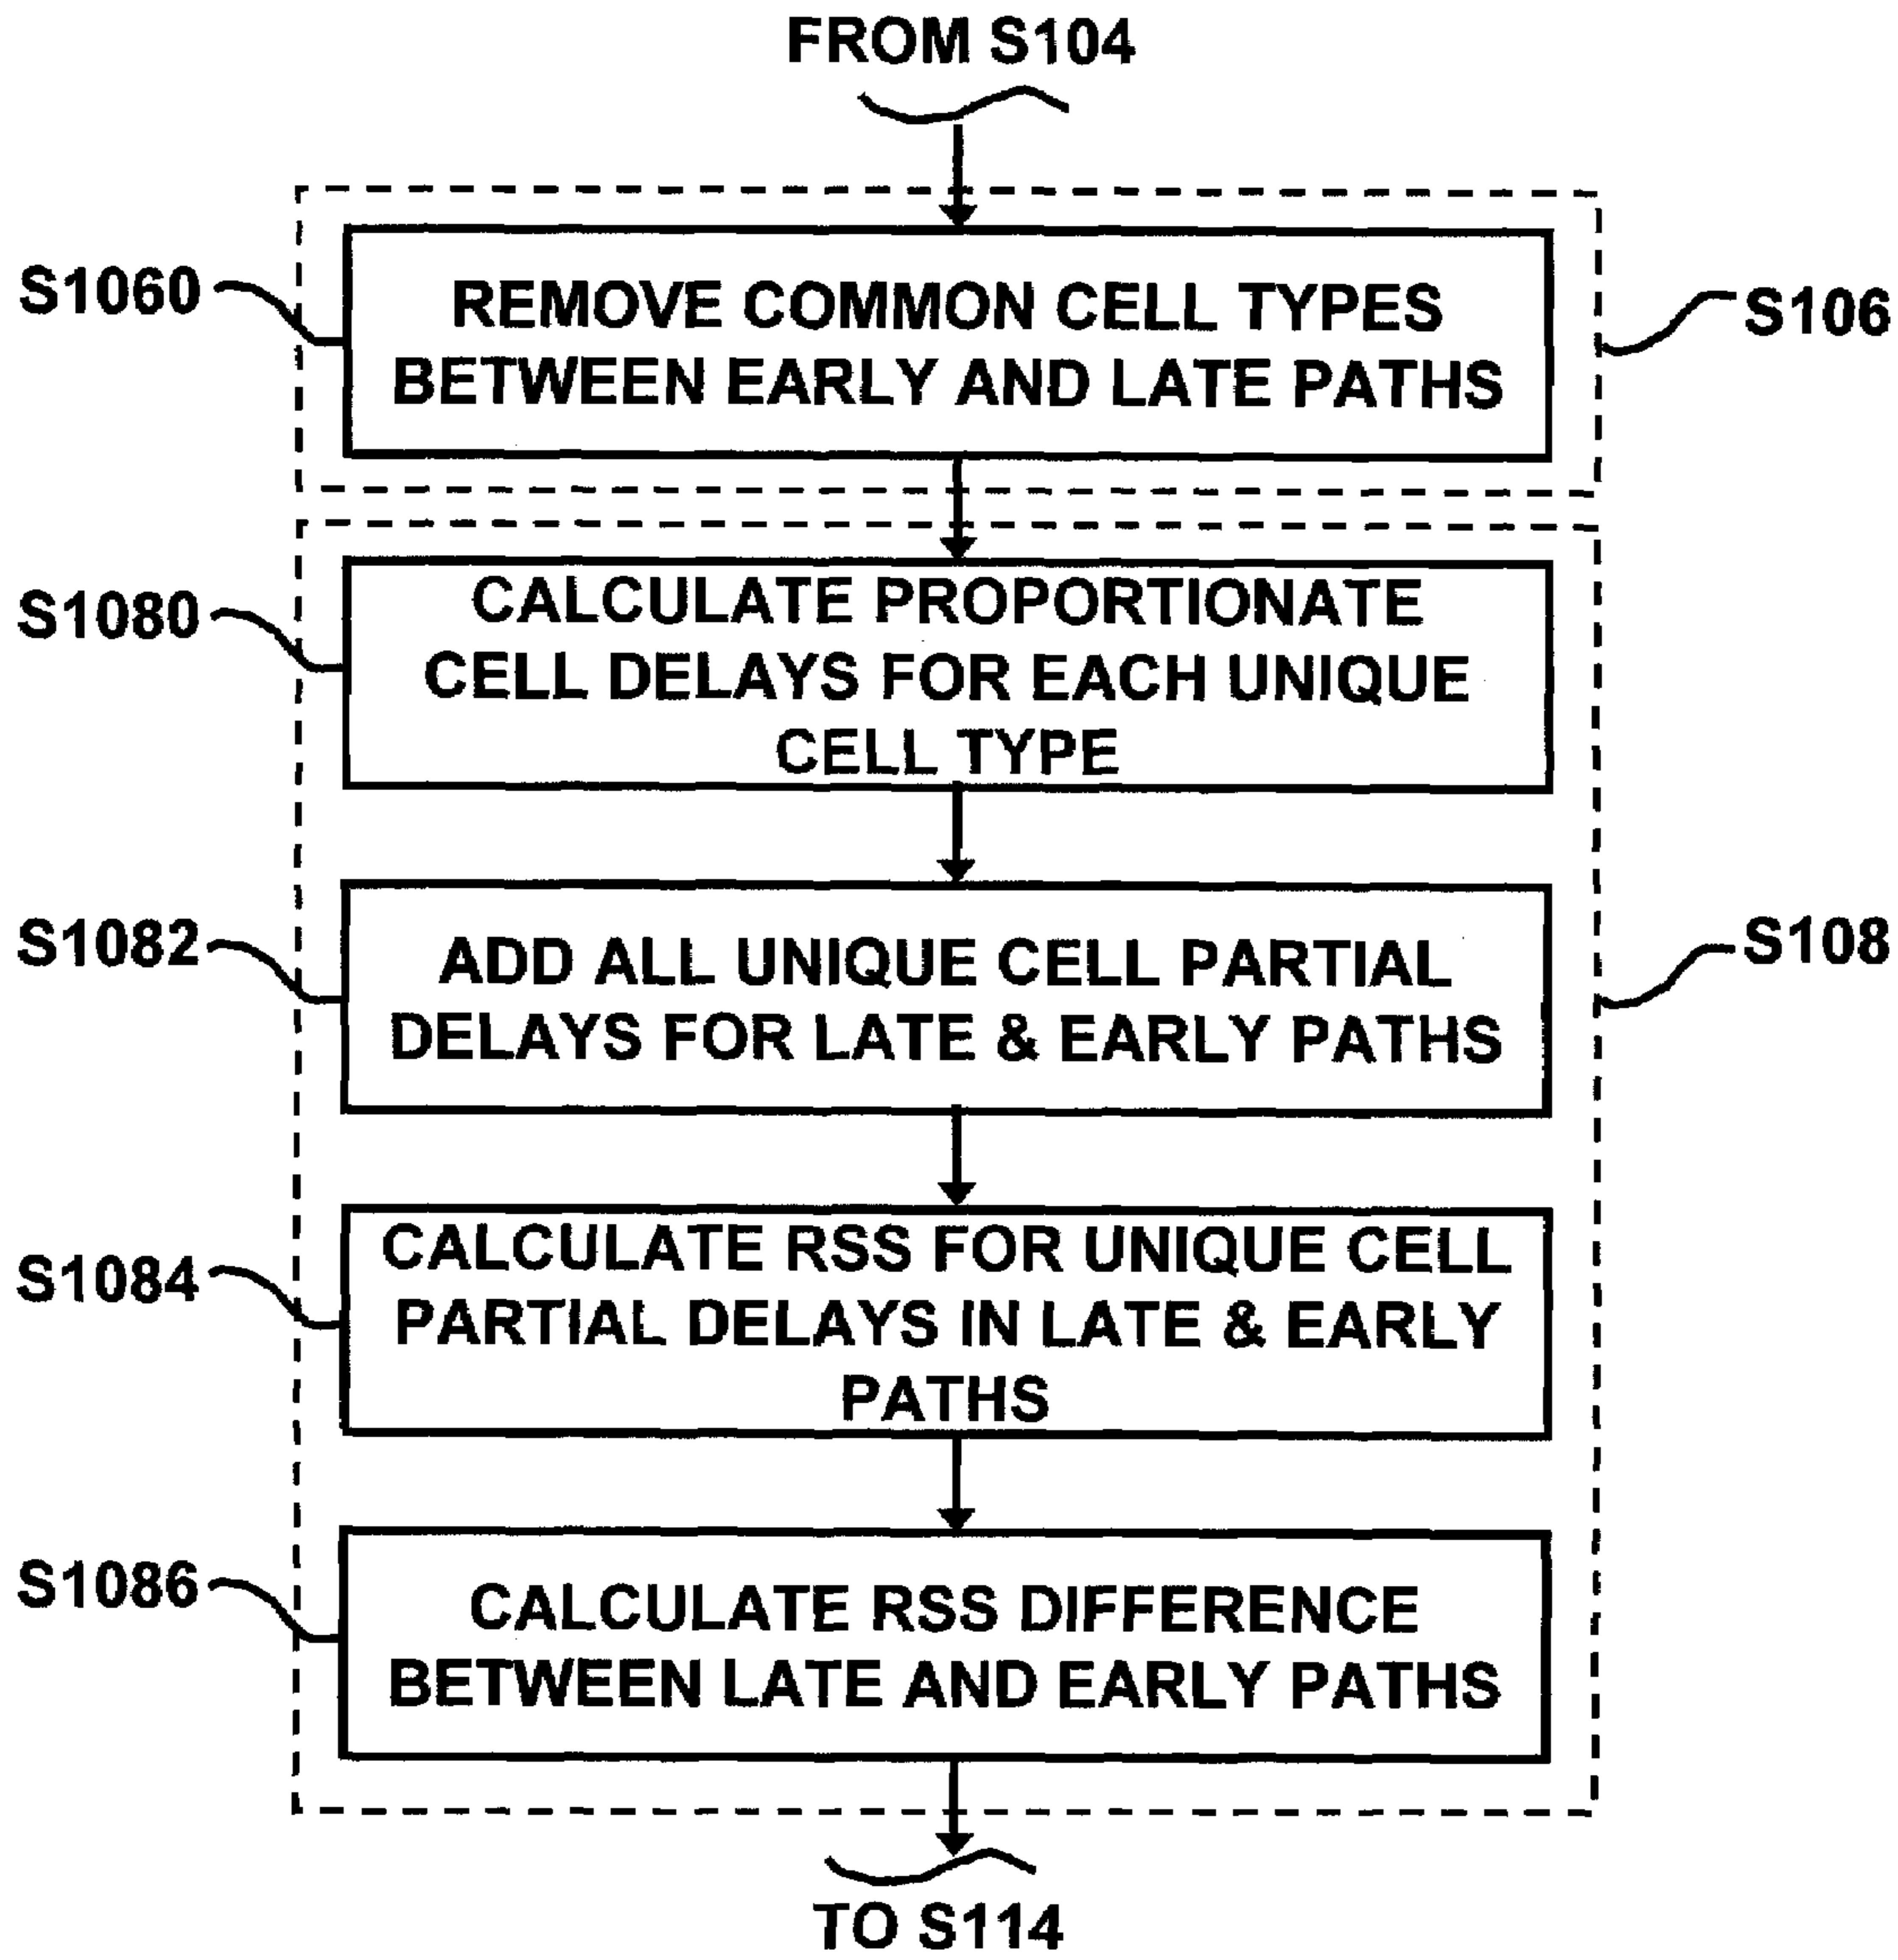 FROM S104
S1060
REMOVE COMMON CELL TYPES
BETWEEN EARLY AND LATE PATHS
S106
S1080
CALCULATE PROPORTIONATE
CELL DELAYS FOR EACH UNIQUE
CELL TYPE
S1082
ADD ALL UNIQUE CELL PARTIAL
DELAYS FOR LATE & EARLY PATHS
S108
S1084
CALCULATE RSS FOR UNIQUE CELL
PARTIAL DELAYS IN LATE & EARLY
PATHS
S1086
CALCULATE RSS DIFFERENCE
BETWEEN LATE AND EARLY PATHS
TO S114